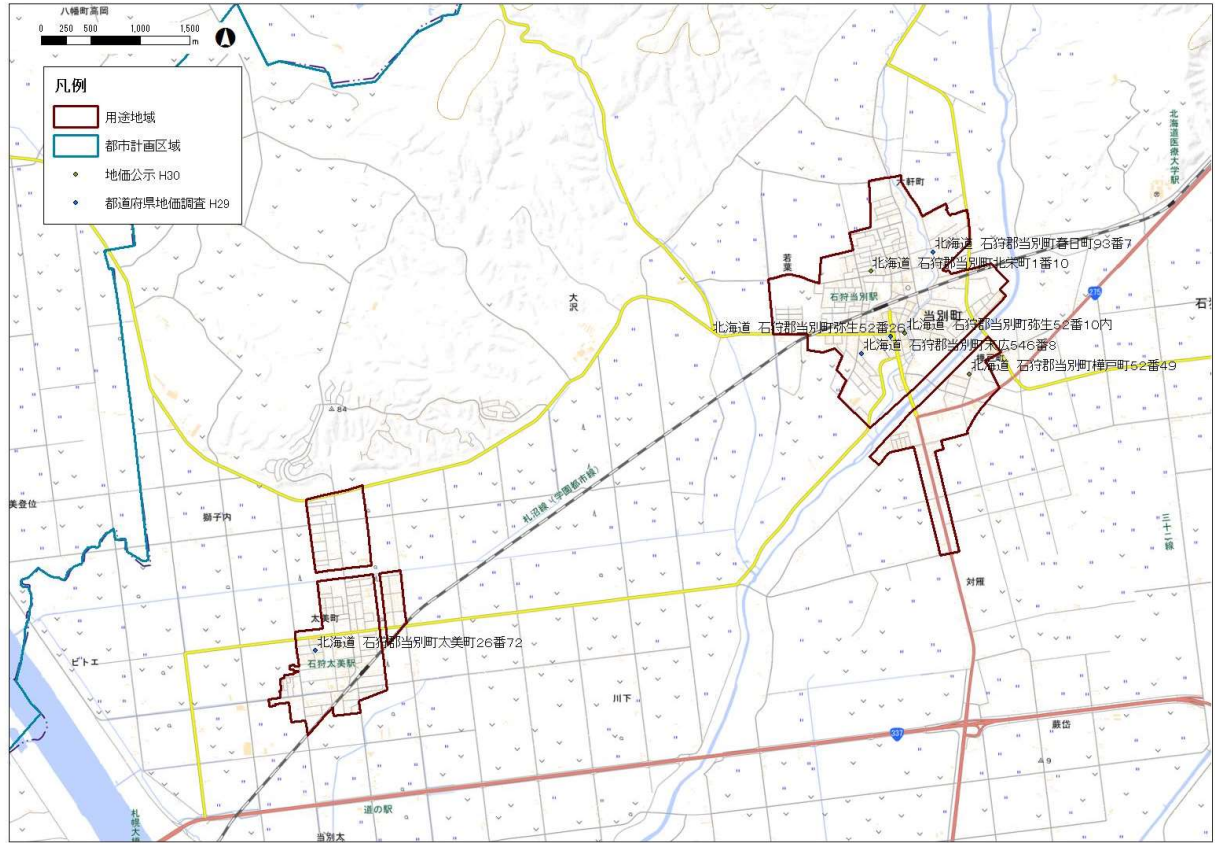 八幡町高岡
0 250 500 1,000 1,500
m
凡例
用途地域
都市計画区域
地価公示 H30
都道府県地価調査 H29
北海道医療大学駅
六軒町
若葉
北海道 石狩郡当別町春日町93番7
北海道 石狩郡当別町北栄町1番10
275
石狩当別駅
大沢
当別町
北海道 石狩郡当別町弥生52番26
北海道 石狩郡当別町弥生52番10内
北海道 石狩郡当別町末広546番8
北海道 石狩郡当別町樺戸町52番49
84
札沼線(学園都市線)
美登位
獅子内
三十二線
対雁
太美町
北海道 石狩郡当別町太美町26番72
石狩太美駅
ビトエ
川下
蕨岱
337
9
道の駅
当別太